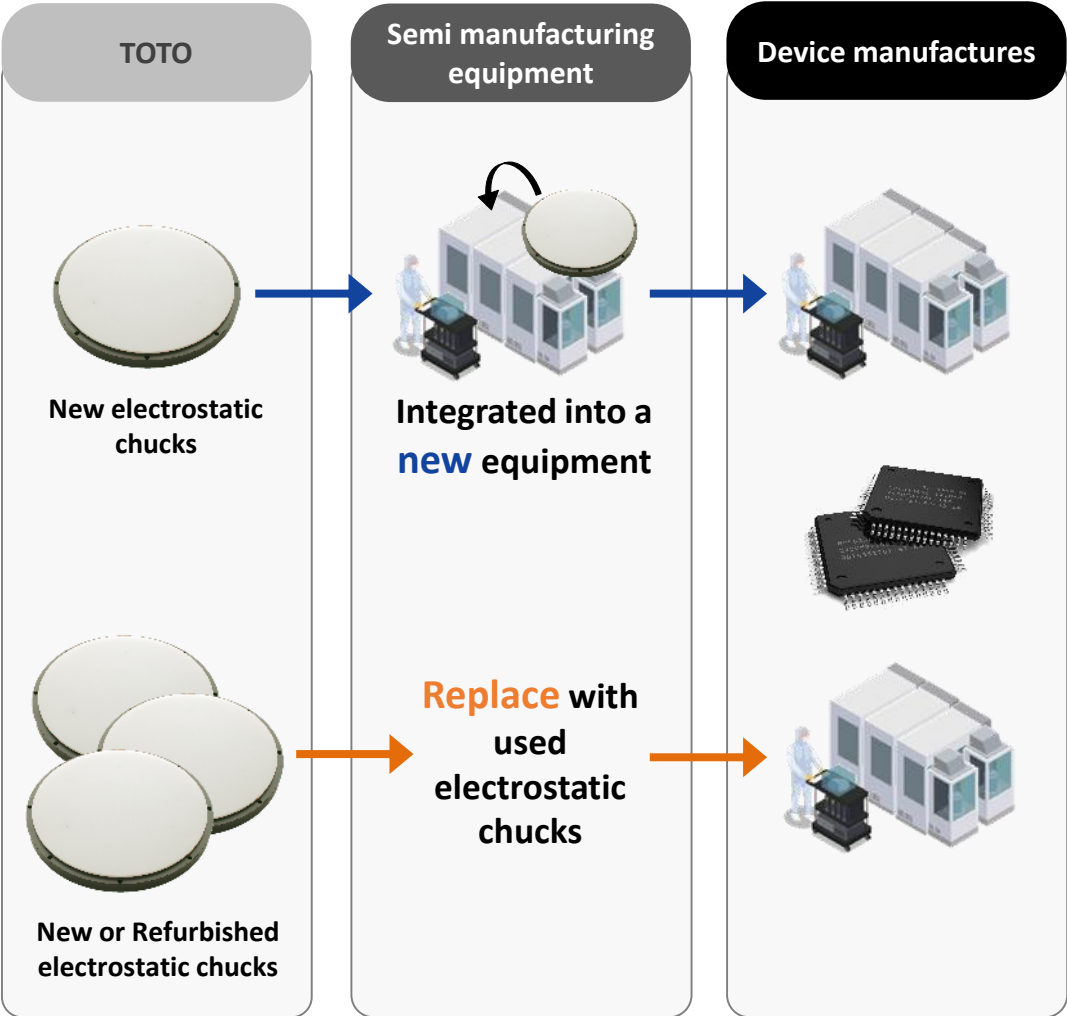 TOTO
Semi manufacturing
equipment
Device manufactures
New electrostatic
chucks
Integrated into a
new equipment
Replace with
used
electrostatic
chucks
New or Refurbished
electrostatic chucks